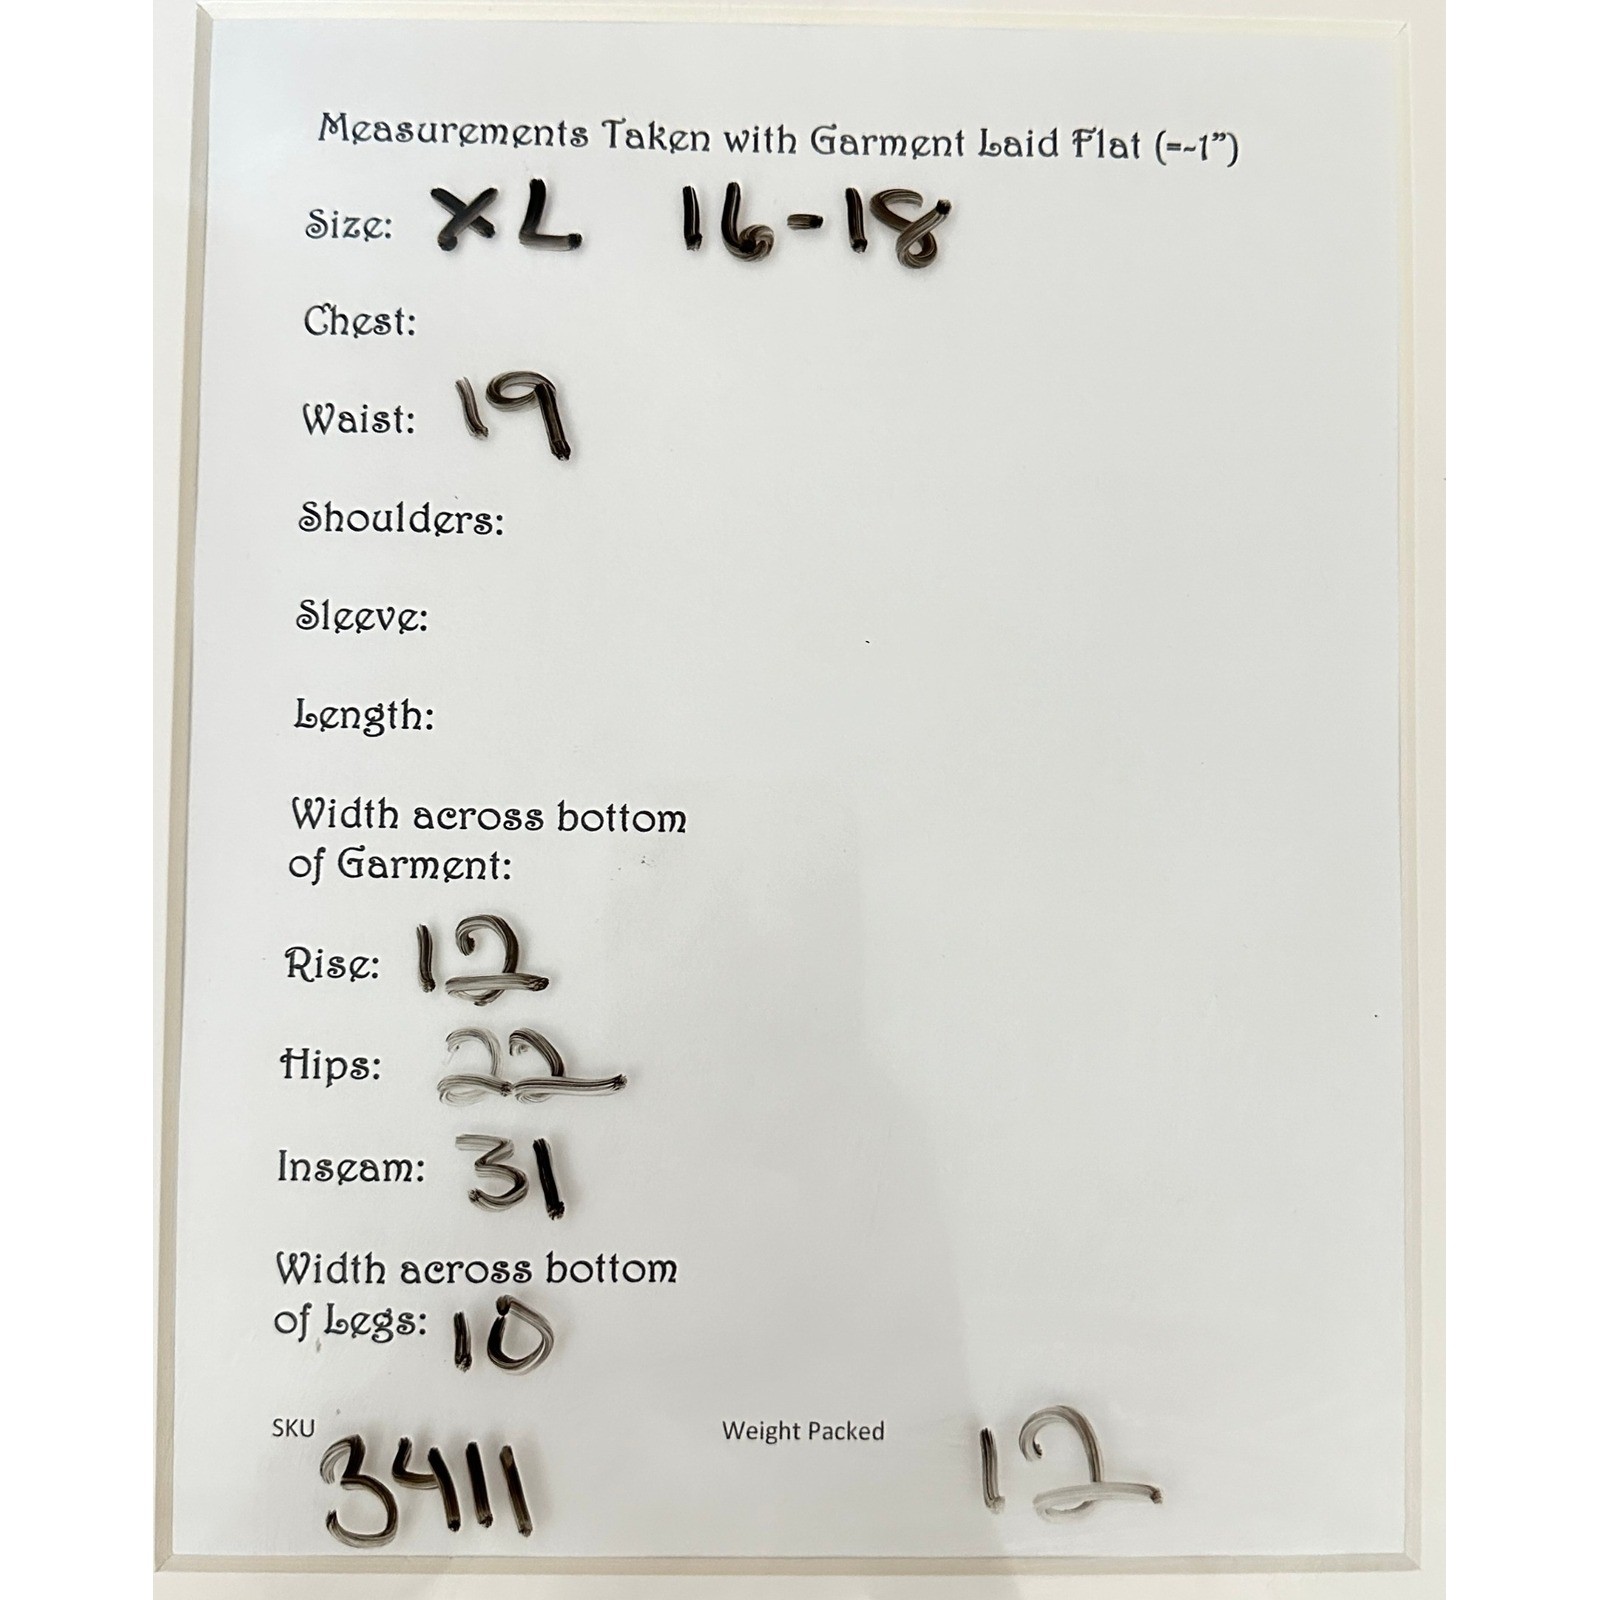 Measurements Taken with Garment Laid Flat (=~1")
Size: XL 16-18
Chest:
Waist: 19
Shoulders:
Sleeve:
Length:
Width across bottom
of Garment:
Rise: 12
Hips: 22
Inseam: 31
Width across bottom
of Legs: 10
SKU Weight Packed 12
3411